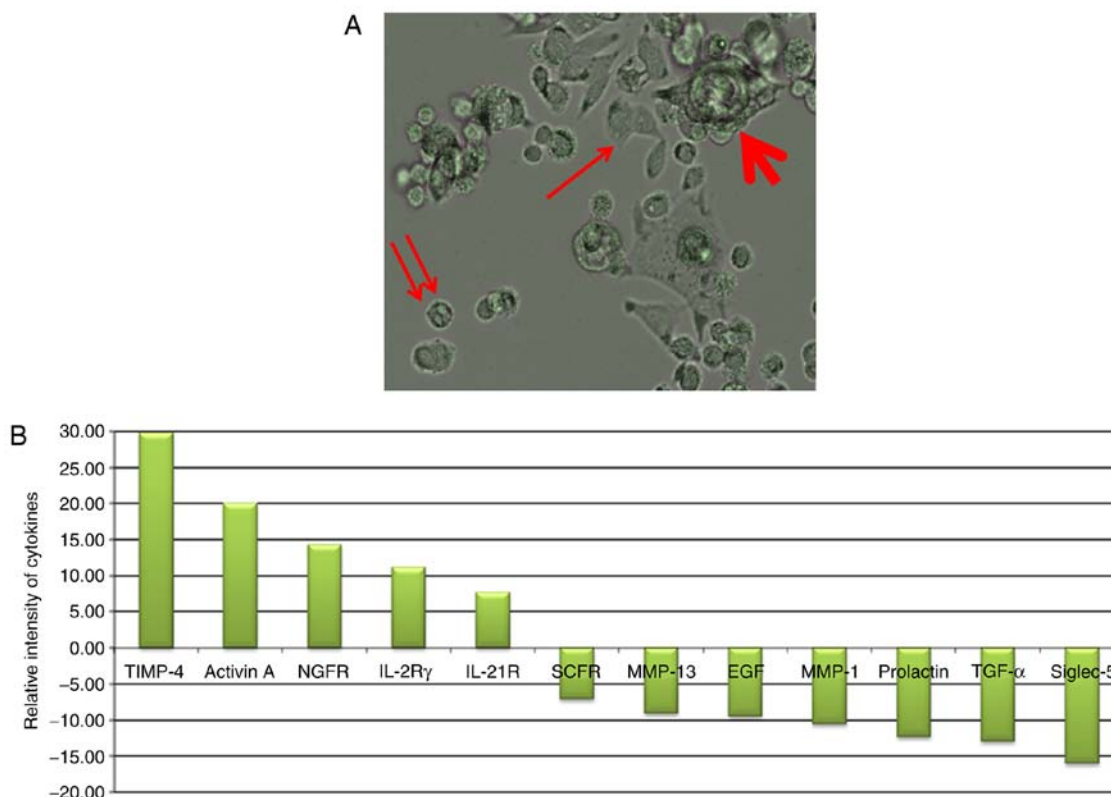 A
B
Relative intensity of cytokines
30.00
25.00
20.00
15.00
10.00
5.00
0.00
−5.00
−10.00
−15.00
−20.00
TIMP-4 Activin A NGFR IL-2Rγ IL-21R SCFR MMP-13 EGF MMP-1 Prolactin TGF-α Siglec-5